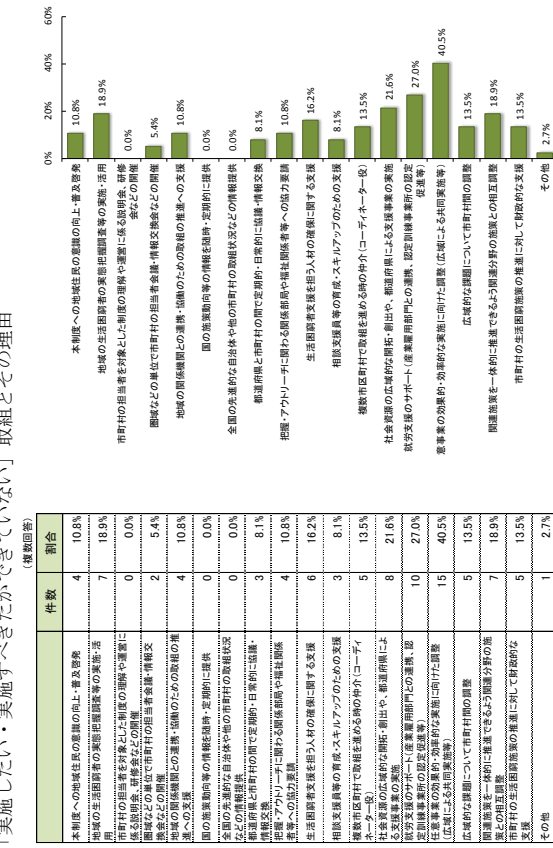 「実施したい・実施すべきだができていない」取組とその理由
(複数回答)
件数 割合
本制度への地域住民の意識の向上・普及啓発 4 10.8%
地域の生活困窮者の実態把握調査等の実施・活
用 7 18.9%
市町村の担当者を対象とした制度の理解や運営に
係る説明会、研修会などの開催 0 0.0%
圏域などの単位で市町村の担当者会議・情報交
換会などの開催 2 5.4%
地域の関係機関との連携・協働のための取組の推
進への支援 4 10.8%
国の施策動向等の情報を随時・定期的に提供 0 0.0%
全国の先進的な自治体や他の市町村の取組状況
などの情報提供 0 0.0%
都道府県と市町村の間で定期的・日常的に協議・
情報交換 3 8.1%
把握・アウトリーチに関わる関係部局や福祉関係
者等への協力要請 4 10.8%
生活困窮者支援を担う人材の確保に関する支援 6 16.2%
相談支援員等の育成・スキルアップのための支援 3 8.1%
複数市区町村で取組を進める時の仲介(コーディ
ネーター役) 5 13.5%
社会資源の広域的な開拓・創出や、都道府県によ
る支援事業の実施 8 21.6%
就労支援のサポート(産業雇用部門との連携、認
定訓練事業所の認定促進等) 10 27.0%
任意事業の効果的・効率的な実施に向けた調整
(広域による共同実施等) 15 40.5%
広域的な課題について市町村間の調整 5 13.5%
関連施策を一体的に推進できるよう関連分野の施
策との相互調整 7 18.9%
市町村の生活困窮施策の推進に対して財政的な
支援 5 13.5%
その他 1 2.7%
0% 20% 40% 60%
本制度への地域住民の意識の向上・普及啓発 10.8%
地域の生活困窮者の実態把握調査等の実施・活用 18.9%
市町村の担当者を対象とした制度の理解や運営に係る説明会、研修
会などの開催 0.0%
圏域などの単位で市町村の担当者会議・情報交換会などの開催 5.4%
地域の関係機関との連携・協働のための取組の推進への支援 10.8%
国の施策動向等の情報を随時・定期的に提供 0.0%
全国の先進的な自治体や他の市町村の取組状況などの情報提供 0.0%
都道府県と市町村の間で定期的・日常的に協議・情報交換 8.1%
把握・アウトリーチに関わる関係部局や福祉関係者等への協力要請 10.8%
生活困窮者支援を担う人材の確保に関する支援 16.2%
相談支援員等の育成・スキルアップのための支援 8.1%
複数市区町村で取組を進める時の仲介(コーディネーター役) 13.5%
社会資源の広域的な開拓・創出や、都道府県による支援事業の実施 21.6%
就労支援のサポート(産業雇用部門との連携、認定訓練事業所の認定
促進等) 27.0%
意事業の効果的・効率的な実施に向けた調整(広域による共同実施等) 40.5%
広域的な課題について市町村間の調整 13.5%
関連施策を一体的に推進できるよう関連分野の施策との相互調整 18.9%
市町村の生活困窮施策の推進に対して財政的な支援 13.5%
その他 2.7%